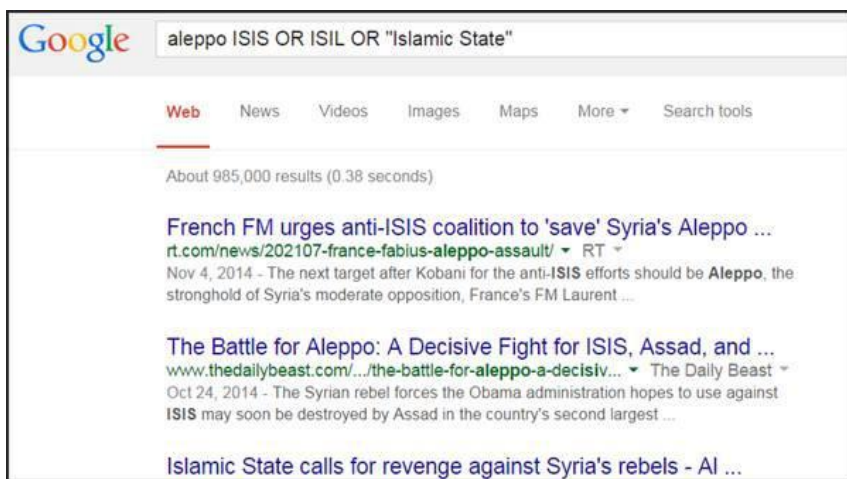 Google
aleppo ISIS OR ISIL OR "Islamic State"
Web News Videos Images Maps More Search tools
About 985,000 results (0.38 seconds)
French FM urges anti-ISIS coalition to 'save' Syria's Aleppo ...
rt.com/news/202107-france-fabius-aleppo-assault/ RT
Nov 4, 2014 - The next target after Kobani for the anti-ISIS efforts should be Aleppo, the
stronghold of Syria's moderate opposition, France's FM Laurent ...
The Battle for Aleppo: A Decisive Fight for ISIS, Assad, and ...
www.thedailybeast.com/.../the-battle-for-aleppo-a-decisiv... The Daily Beast
Oct 24, 2014 - The Syrian rebel forces the Obama administration hopes to use against
ISIS may soon be destroyed by Assad in the country's second largest ...
Islamic State calls for revenge against Syria's rebels - Al ...